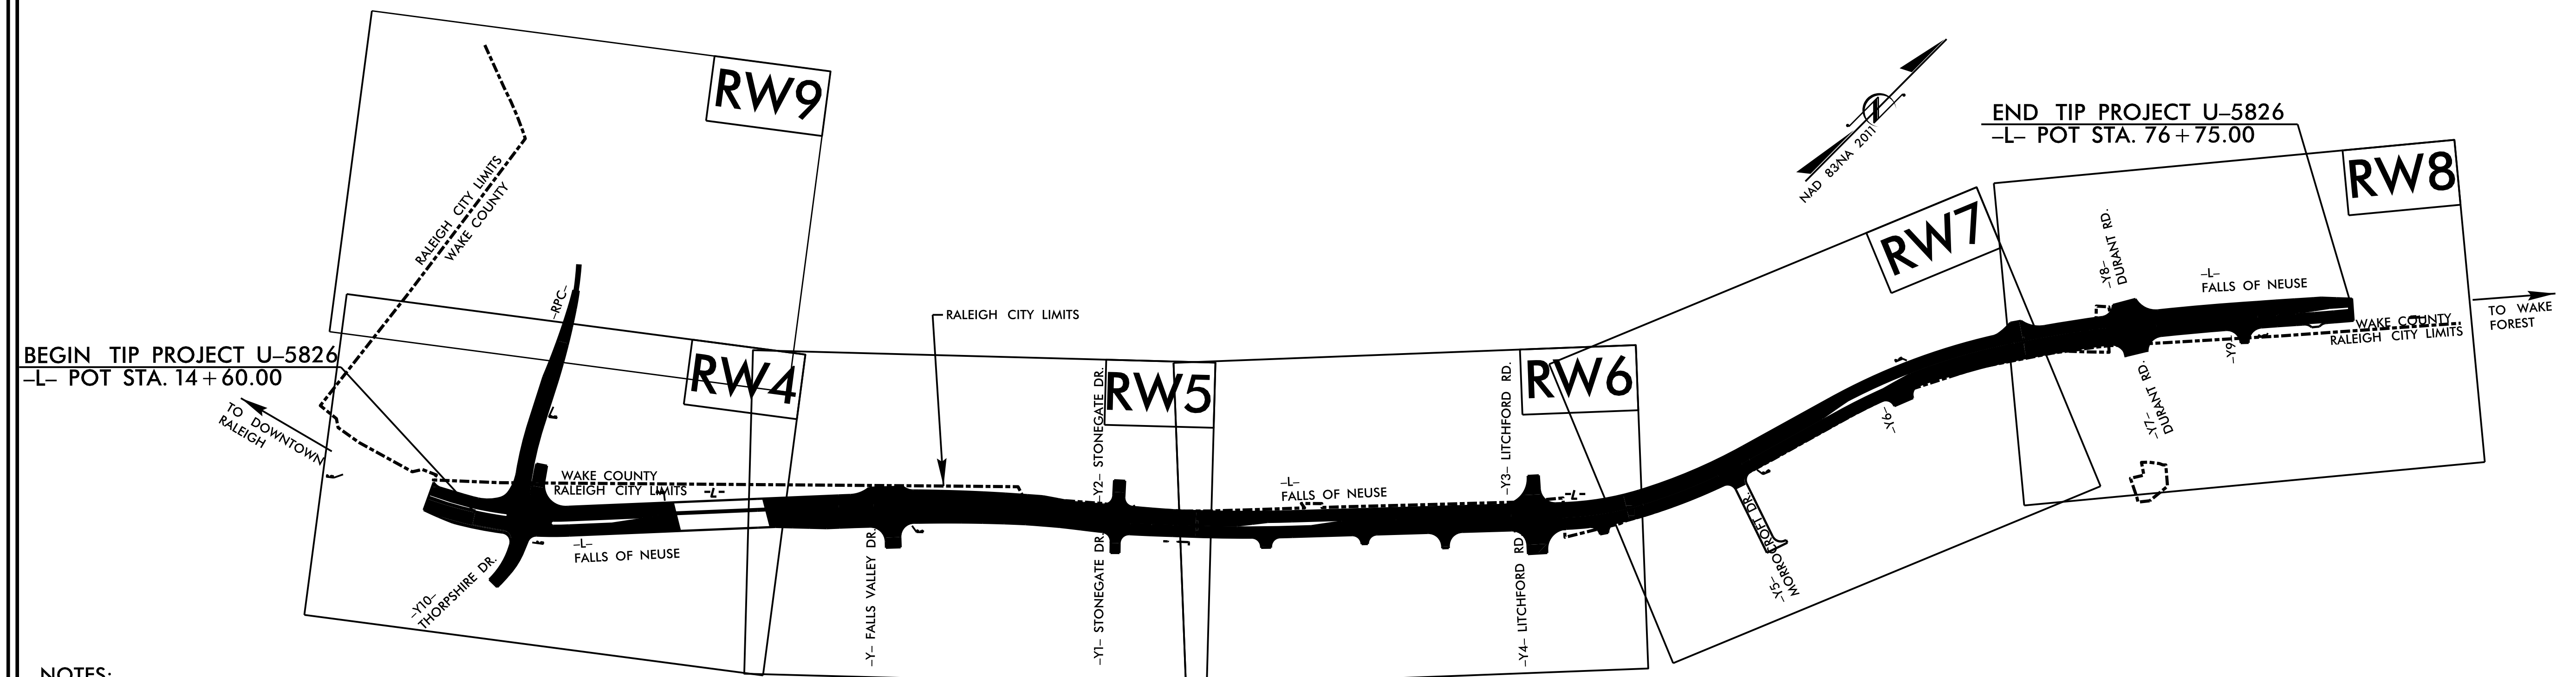 RW9
RALEIGH CITY LIMITS
WAKE COUNTY
–RPC–
BEGIN TIP PROJECT U–5826
–L– POT STA. 14+60.00
TO DOWNTOWN
RALEIGH
RW4
WAKE COUNTY
RALEIGH CITY LIMITS
–L–
–L–
FALLS OF NEUSE
–Y10–
THORPSHIRE DR.
RALEIGH CITY LIMITS
–Y– FALLS VALLEY DR.
RW5
–Y2– STONEGATE DR.
–Y1– STONEGATE DR.
–L–
FALLS OF NEUSE
RW6
–Y3– LITCHFORD RD.
–Y4– LITCHFORD RD.
–L–
NAD 83/NA 2011
RW7
–Y6–
–Y5–
MORROCROFT DR.
END TIP PROJECT U–5826
–L– POT STA. 76+75.00
RW8
–Y8–
DURANT RD.
–L–
FALLS OF NEUSE
–Y7–
DURANT RD.
–Y9–
WAKE COUNTY
RALEIGH CITY LIMITS
TO WAKE
FOREST
NOTES: